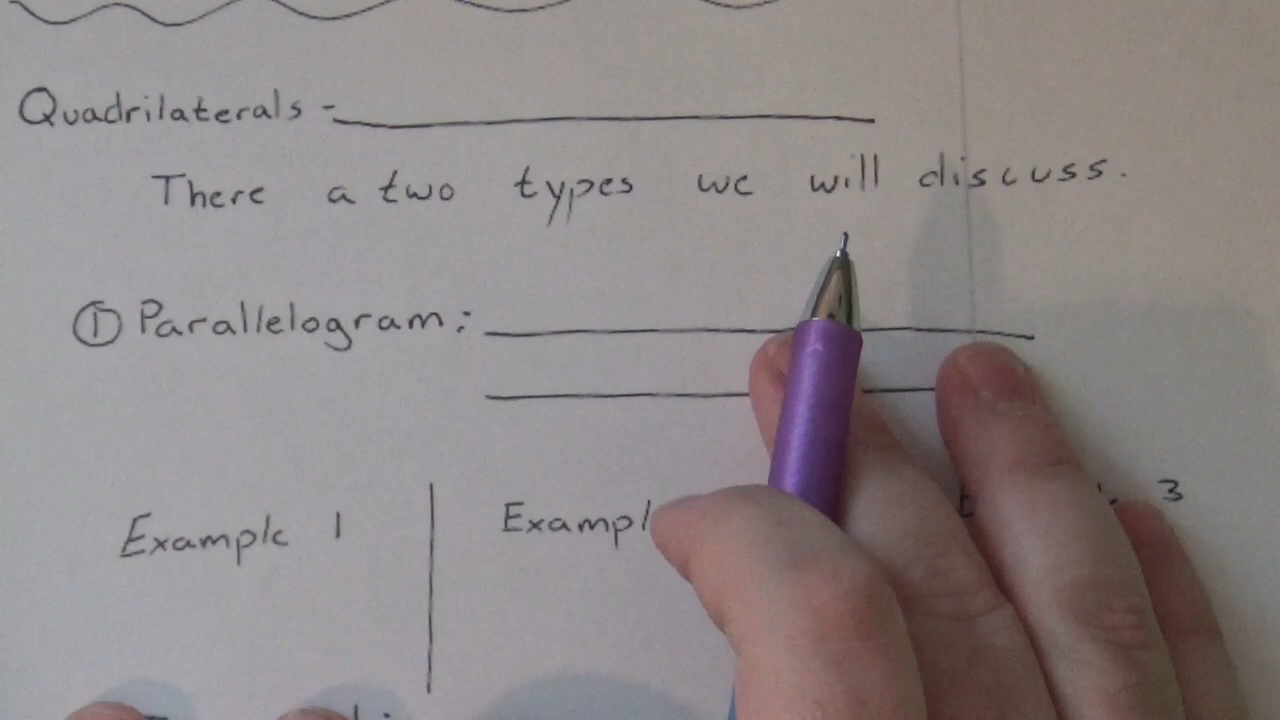 Quadrilaterals -
There a two types we will discuss.
① Parallelogram:
Example 1
Exampl
3